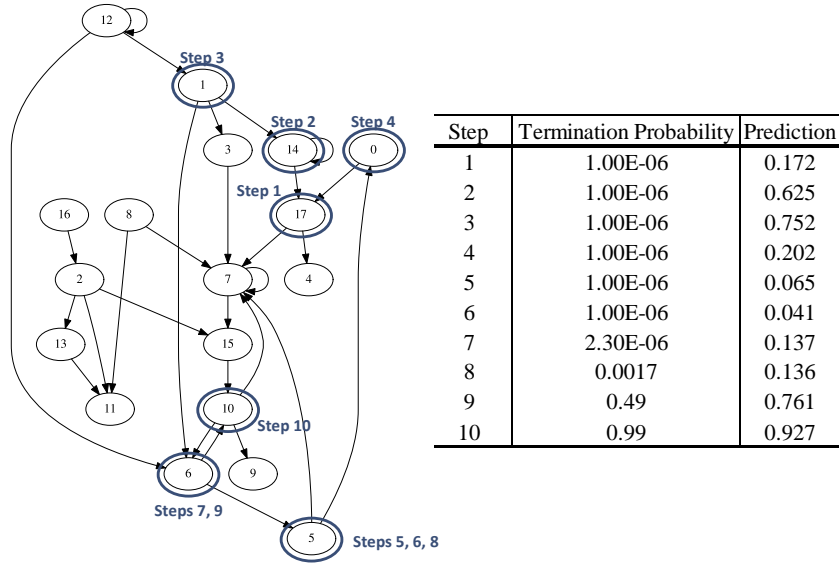 12
Step 3
1
Step 2
Step 4
3
14
0
Step 1
16
8
17
2
7
4
13
15
11
10
Step 10
6
9
Steps 7, 9
5
Steps 5, 6, 8
Step Termination Probability Prediction
1 1.00E-06 0.172
2 1.00E-06 0.625
3 1.00E-06 0.752
4 1.00E-06 0.202
5 1.00E-06 0.065
6 1.00E-06 0.041
7 2.30E-06 0.137
8 0.0017 0.136
9 0.49 0.761
10 0.99 0.927